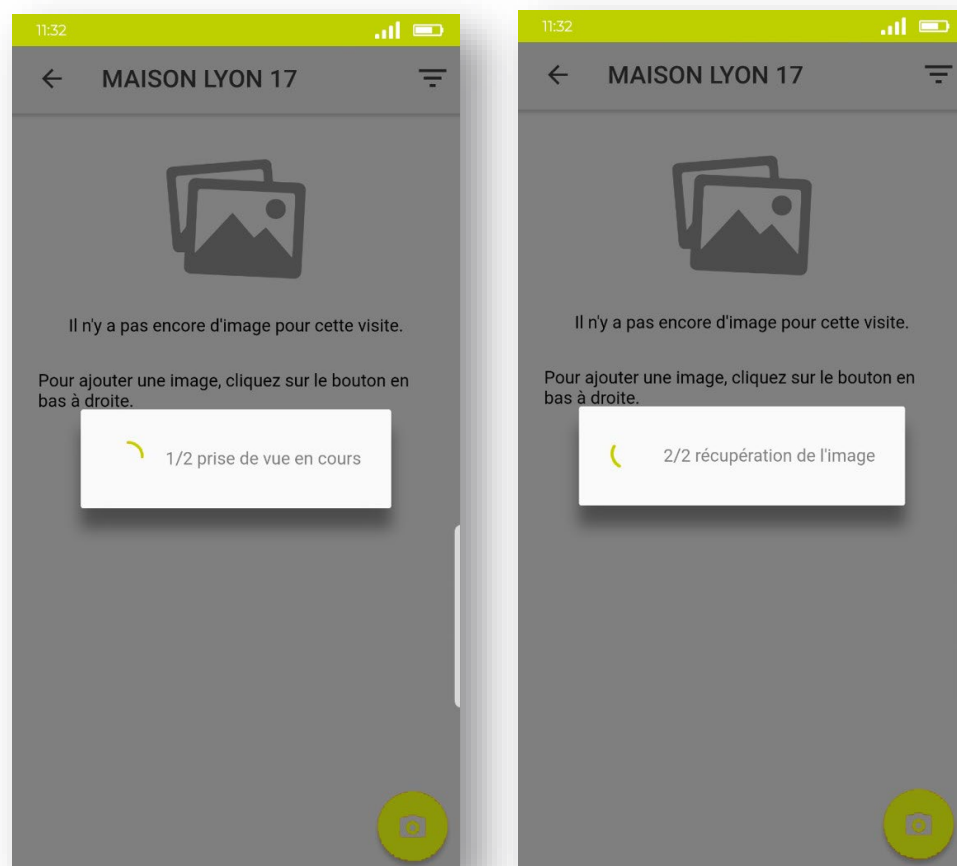 11:32
MAISON LYON 17
Il n'y a pas encore d'image pour cette visite.
Pour ajouter une image, cliquez sur le bouton en
bas à droite.
1/2 prise de vue en cours
11:32
MAISON LYON 17
Il n'y a pas encore d'image pour cette visite.
Pour ajouter une image, cliquez sur le bouton en
bas à droite.
2/2 récupération de l'image